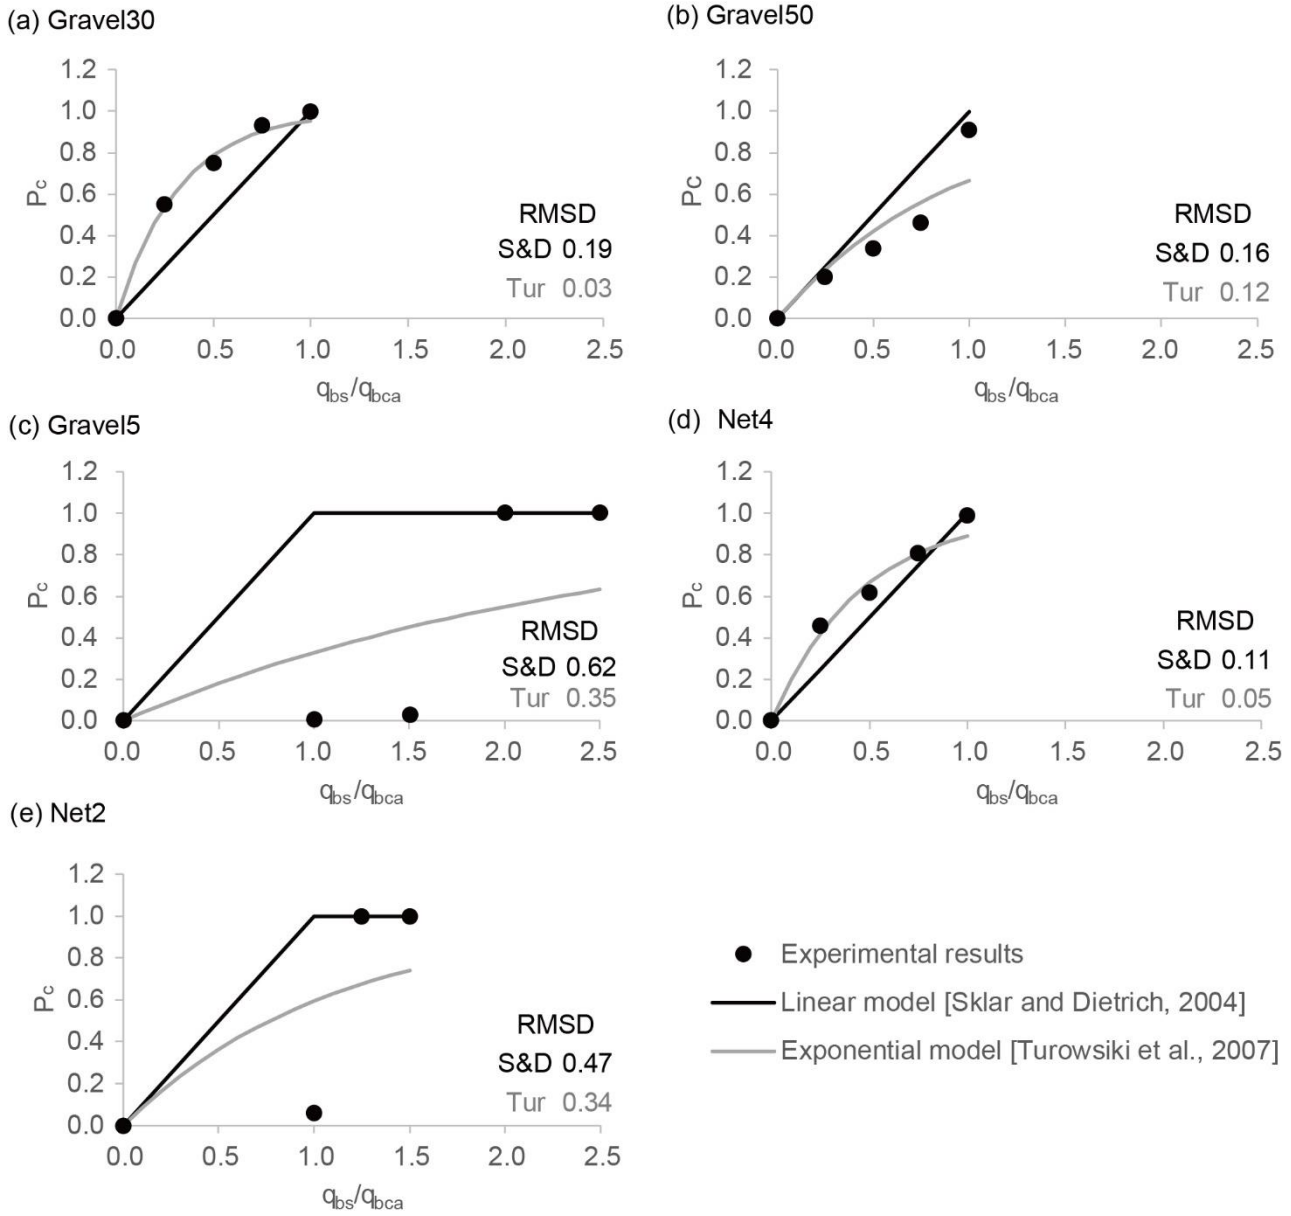 (a) Gravel30
1.2
1.0
0.8
0.6
0.4
0.2
0.0
Pc
0.0 0.5 1.0 1.5 2.0 2.5
qbs/qbca
RMSD
S&D 0.19
Tur 0.03
(b) Gravel50
1.2
1.0
0.8
0.6
0.4
0.2
0.0
Pc
0.0 0.5 1.0 1.5 2.0 2.5
qbs/qbca
RMSD
S&D 0.16
Tur 0.12
(c) Gravel5
1.2
1.0
0.8
0.6
0.4
0.2
0.0
Pc
0.0 0.5 1.0 1.5 2.0 2.5
qbs/qbca
RMSD
S&D 0.62
Tur 0.35
(d) Net4
1.2
1.0
0.8
0.6
0.4
0.2
0.0
Pc
0.0 0.5 1.0 1.5 2.0 2.5
qbs/qbca
RMSD
S&D 0.11
Tur 0.05
(e) Net2
1.2
1.0
0.8
0.6
0.4
0.2
0.0
Pc
0.0 0.5 1.0 1.5 2.0 2.5
qbs/qbca
RMSD
S&D 0.47
Tur 0.34
Experimental results
Linear model [Sklar and Dietrich, 2004]
Exponential model [Turowsiki et al., 2007]